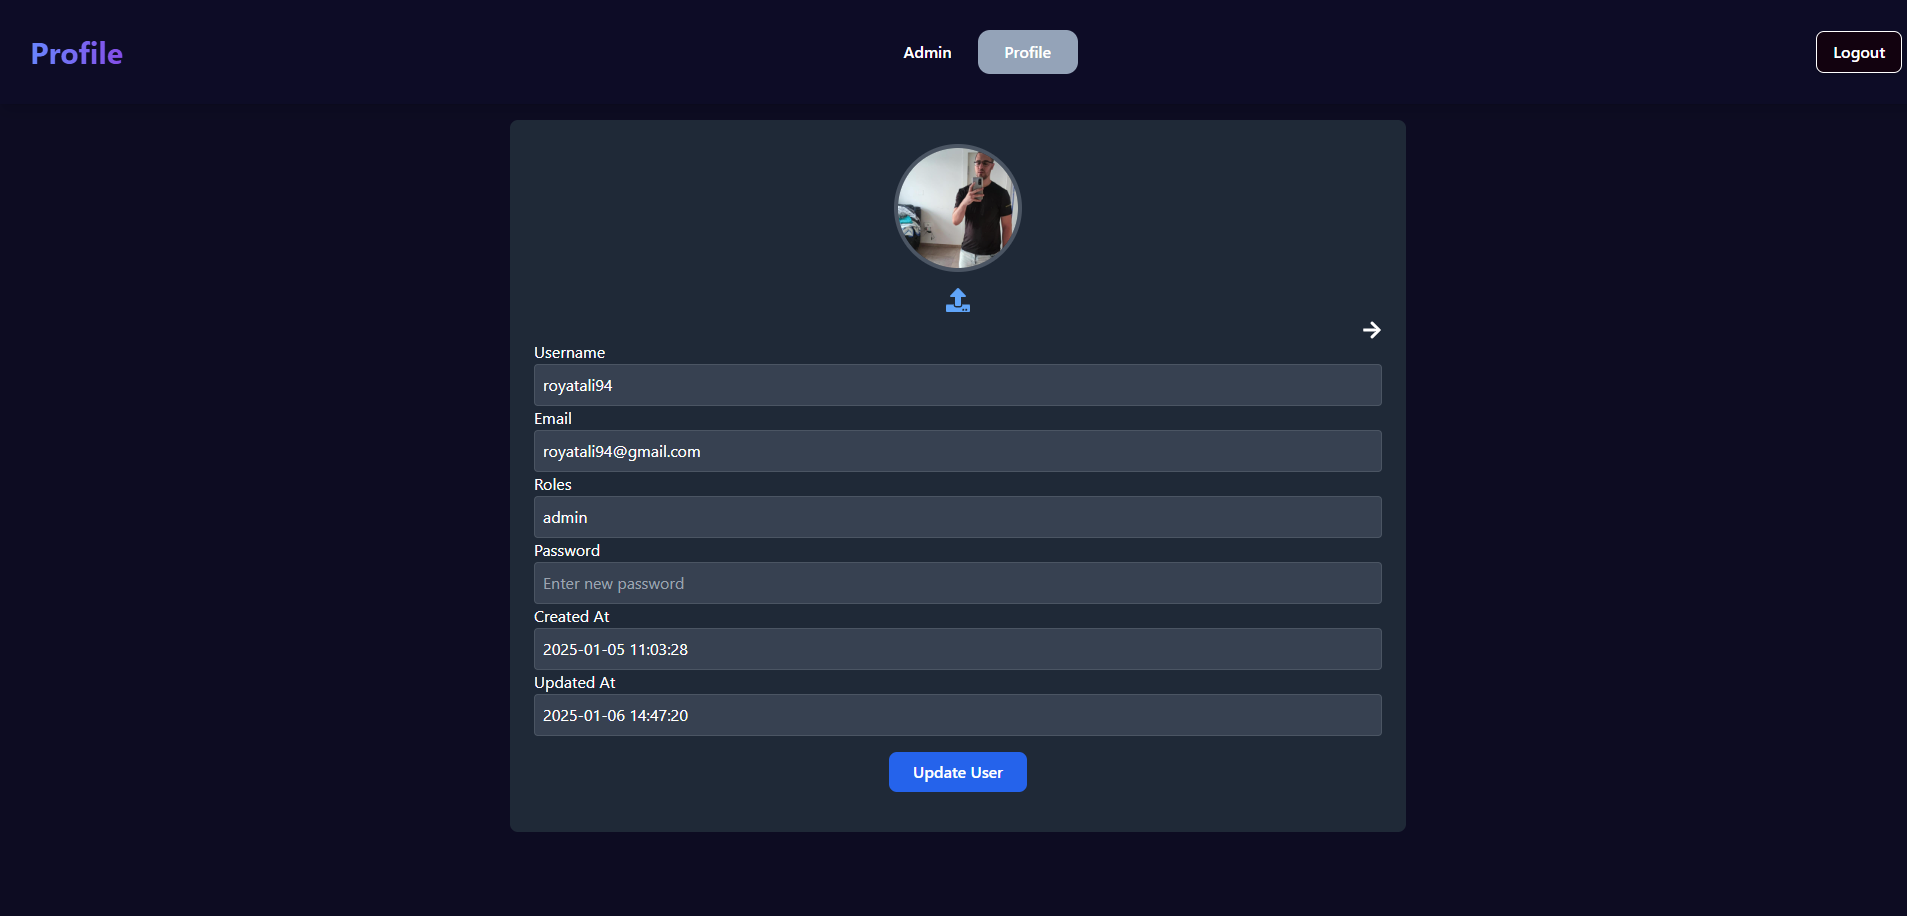 Profile
Admin
Profile
Logout
Username
royatali94
Email
royatali94@gmail.com
Roles
admin
Password
Enter new password
Created At
2025-01-05 11:03:28
Updated At
2025-01-06 14:47:20
Update User